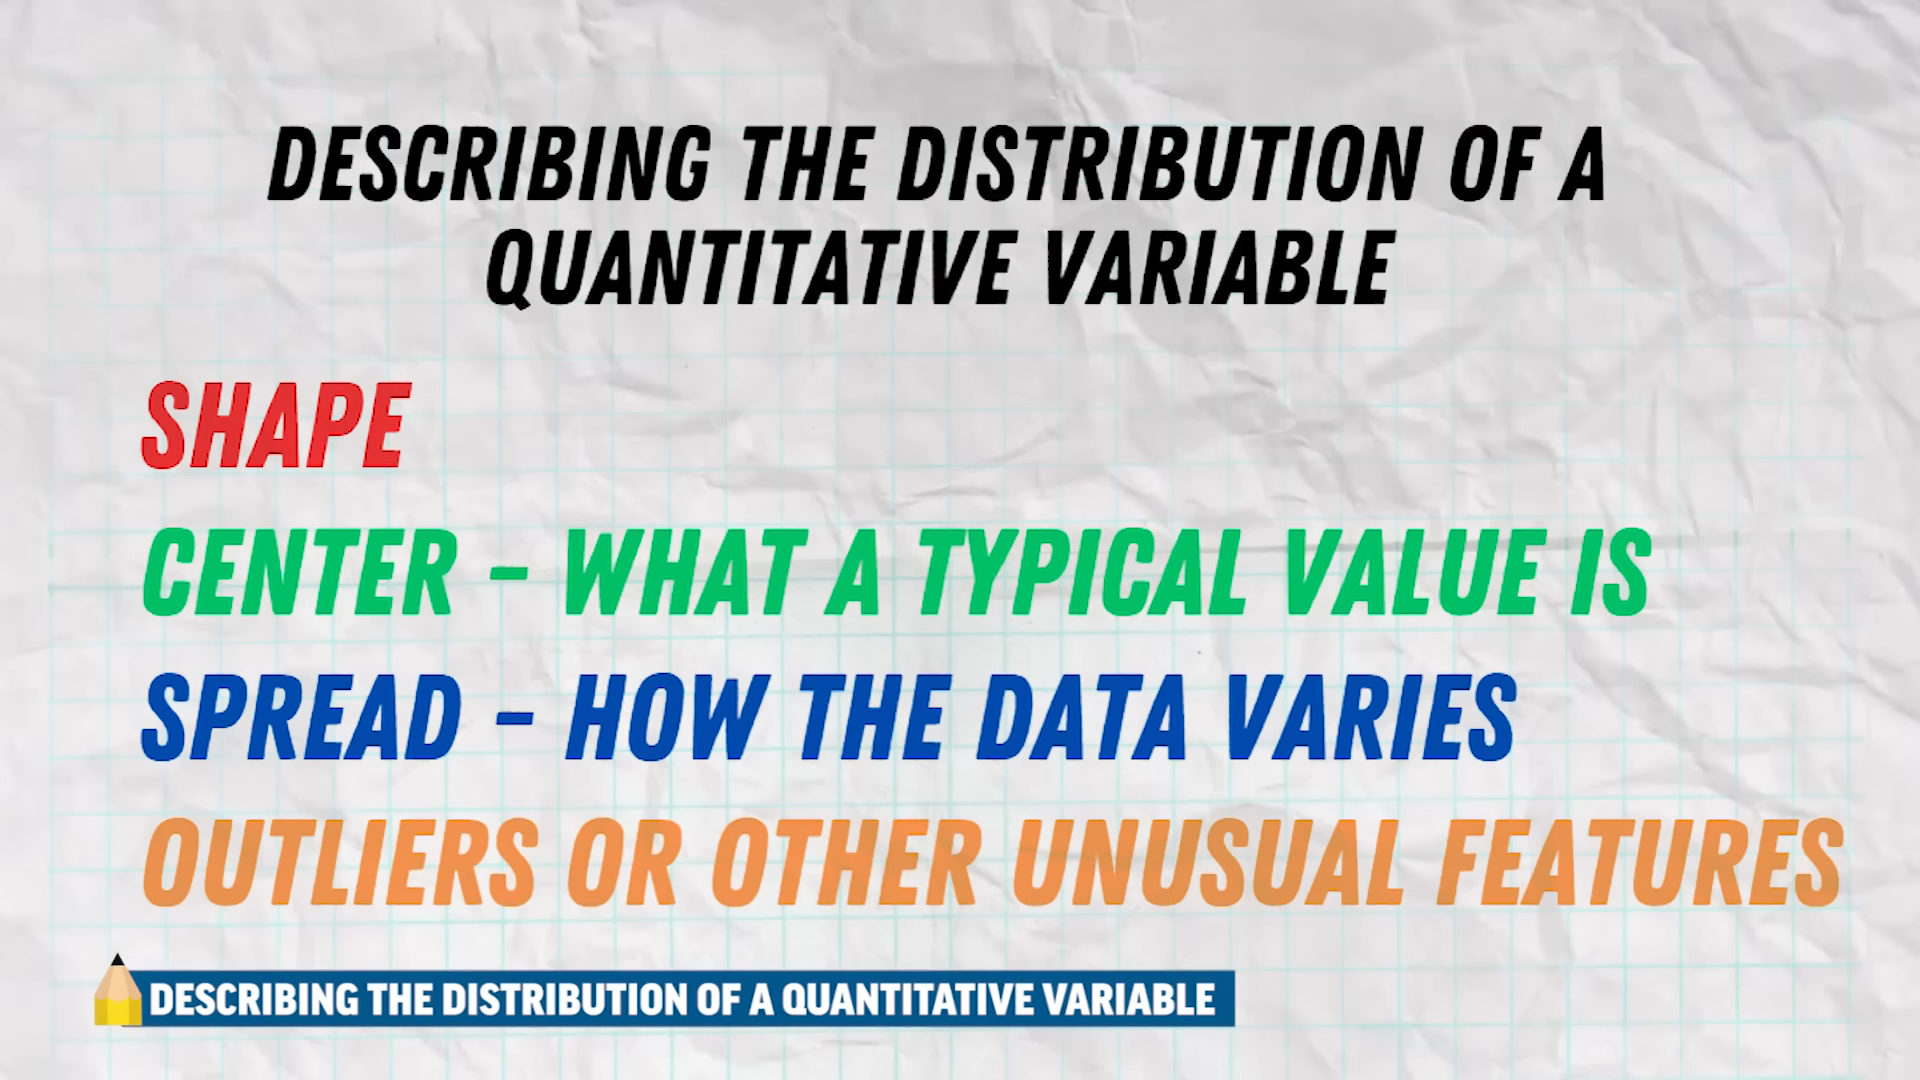 DESCRIBING THE DISTRIBUTION OF A
QUANTITATIVE VARIABLE
SHAPE
CENTER - WHAT A TYPICAL VALUE IS
SPREAD - HOW THE DATA VARIES
OUTLIERS OR OTHER UNUSUAL FEATURES
DESCRIBING THE DISTRIBUTION OF A QUANTITATIVE VARIABLE